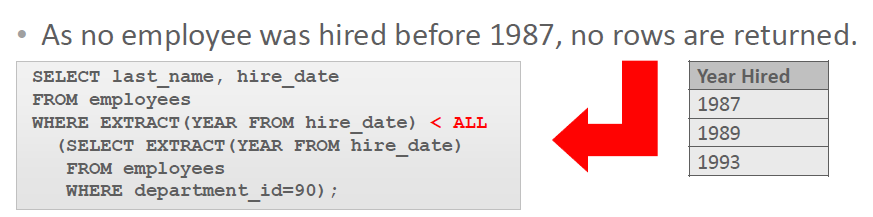 • As no employee was hired before 1987, no rows are returned.
SELECT last_name, hire_date
FROM employees
WHERE EXTRACT(YEAR FROM hire_date) < ALL
(SELECT EXTRACT(YEAR FROM hire_date)
FROM employees
WHERE department_id=90);
Year Hired
1987
1989
1993